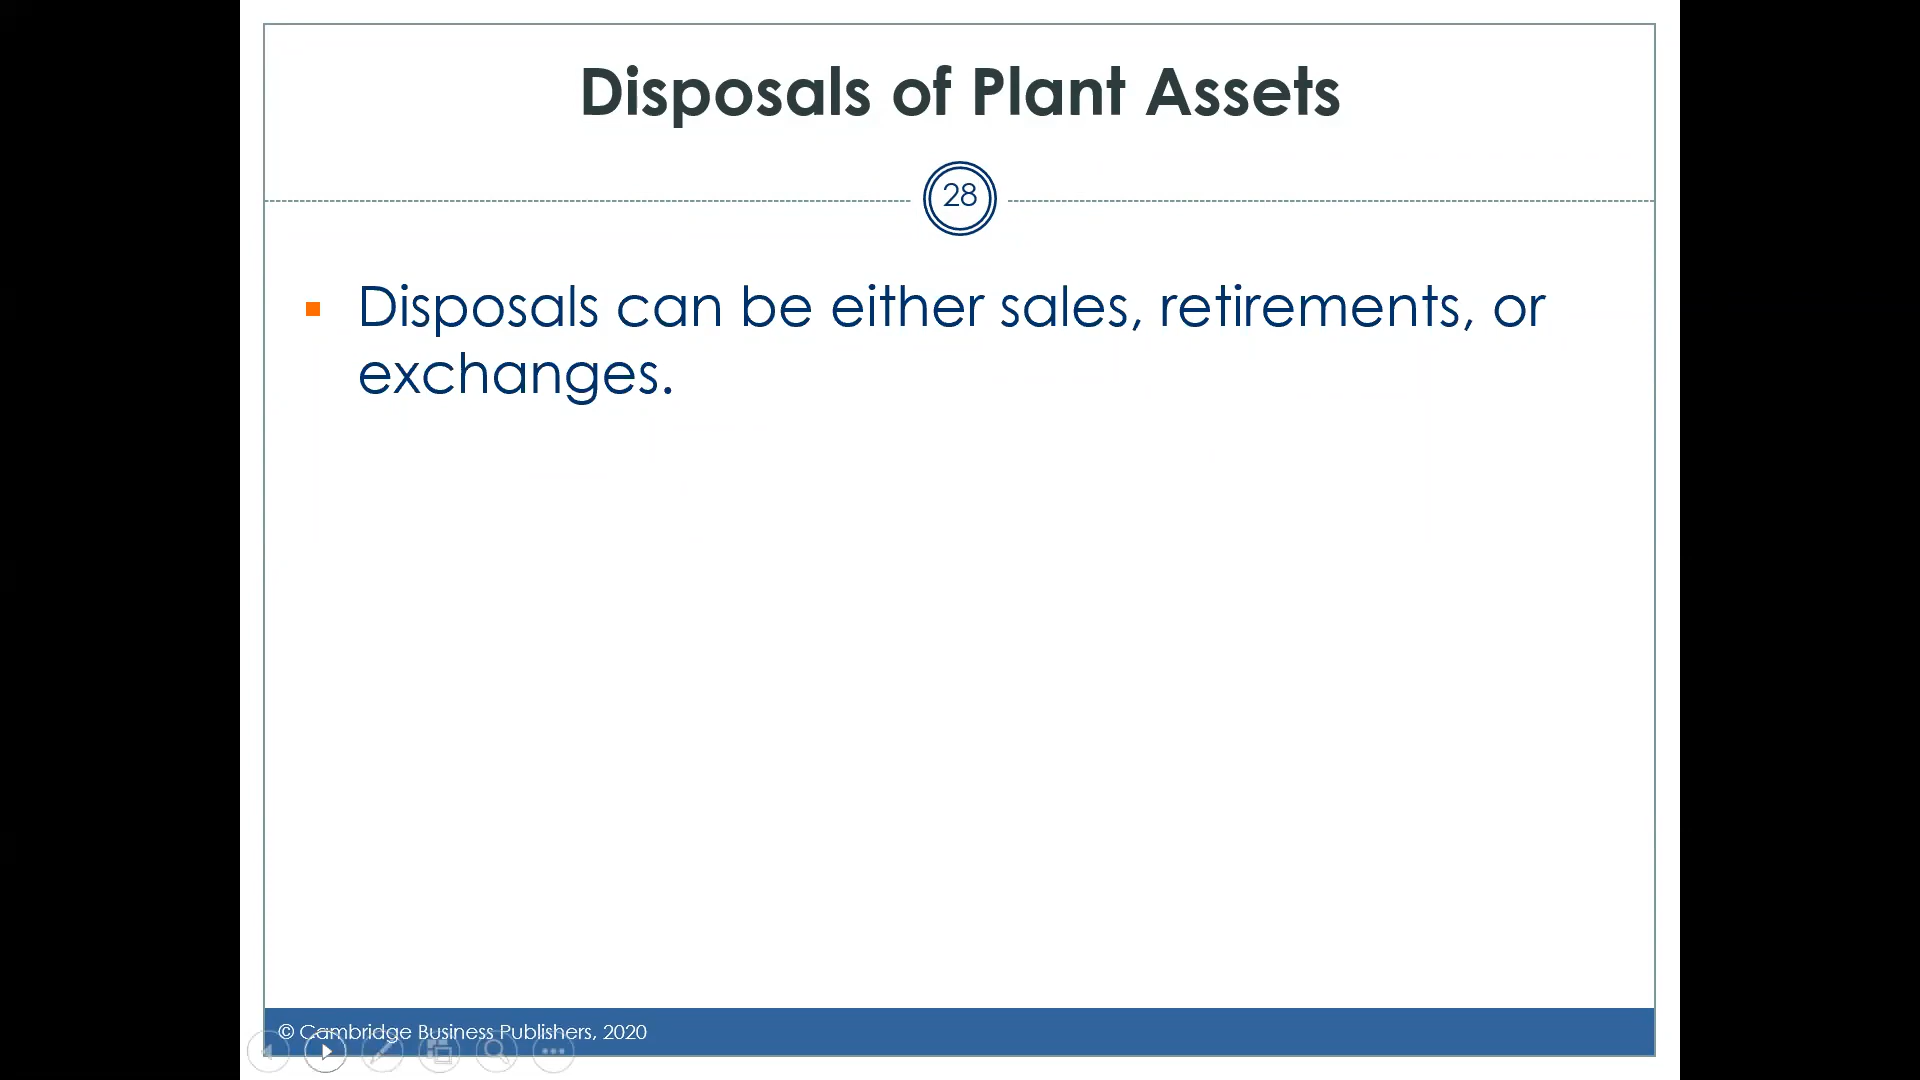 Disposals of Plant Assets
28
Disposals can be either sales, retirements, or
exchanges.
© Cambridge Business Publishers, 2020